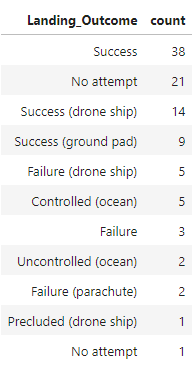 Landing_Outcome count
Success 38
No attempt 21
Success (drone ship) 14
Success (ground pad) 9
Failure (drone ship) 5
Controlled (ocean) 5
Failure 3
Uncontrolled (ocean) 2
Failure (parachute) 2
Precluded (drone ship) 1
No attempt 1